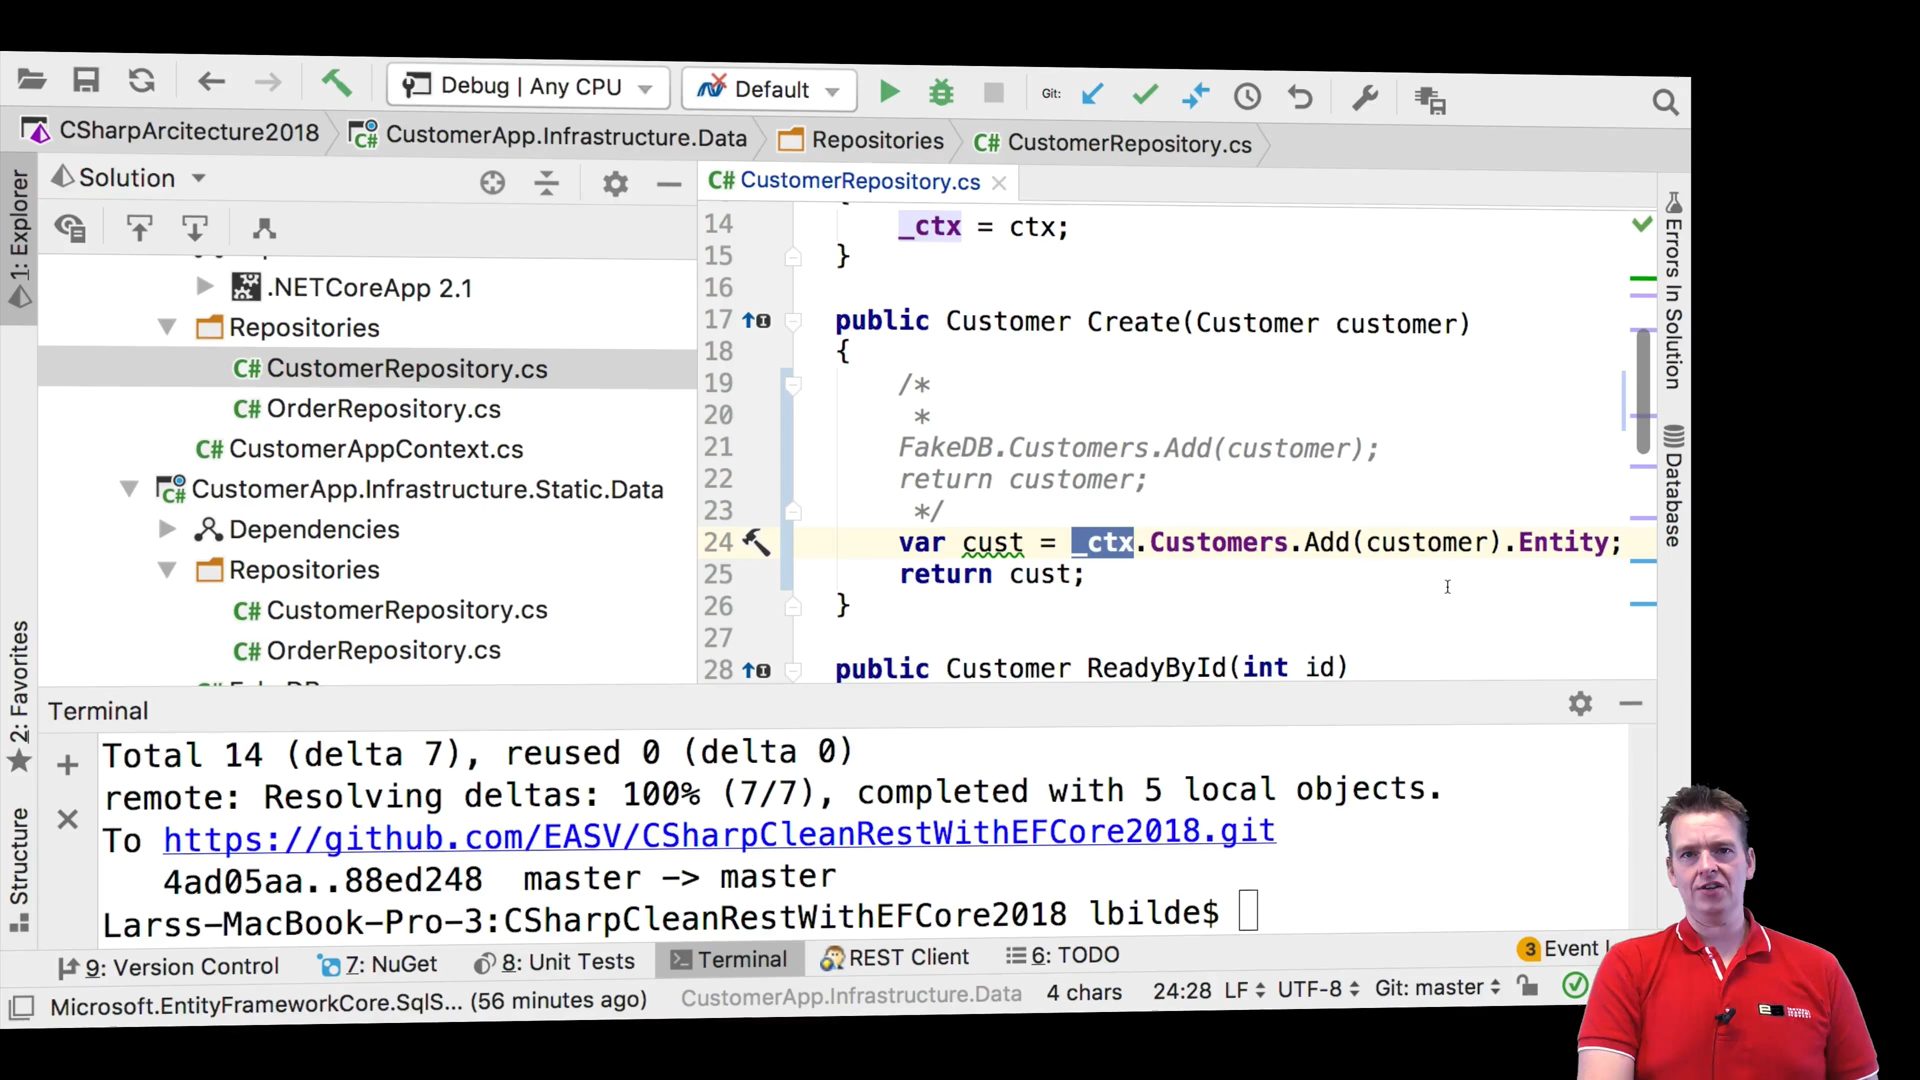 Debug | Any CPU
Default
Git:
CSharpArcitecture2018
CustomerApp.Infrastructure.Data
Repositories
C# CustomerRepository.cs
1: Explorer
Solution
C# CustomerRepository.cs
.NETCoreApp 2.1
Repositories
C# CustomerRepository.cs
C# OrderRepository.cs
C# CustomerAppContext.cs
C# CustomerApp.Infrastructure.Static.Data
Dependencies
Repositories
C# CustomerRepository.cs
C# OrderRepository.cs
14 _ctx = ctx;
15 }
16
17 public Customer Create(Customer customer)
18 {
19 /*
20 *
21 FakeDB.Customers.Add(customer);
22 return customer;
23 */
24 var cust = _ctx.Customers.Add(customer).Entity;
25 return cust;
26 }
27
28 public Customer ReadyById(int id)
Errors In Solution
Database
2: Favorites
Structure
Terminal
Total 14 (delta 7), reused 0 (delta 0)
remote: Resolving deltas: 100% (7/7), completed with 5 local objects.
To https://github.com/EASV/CSharpCleanRestWithEFCore2018.git
4ad05aa..88ed248 master -> master
Larss-MacBook-Pro-3:CSharpCleanRestWithEFCore2018 lbilde$
9: Version Control
7: NuGet
8: Unit Tests
Terminal
REST Client
6: TODO
3 Event
Microsoft.EntityFrameworkCore.SqlS... (56 minutes ago)
CustomerApp.Infrastructure.Data
4 chars
24:28
LF
UTF-8
Git: master